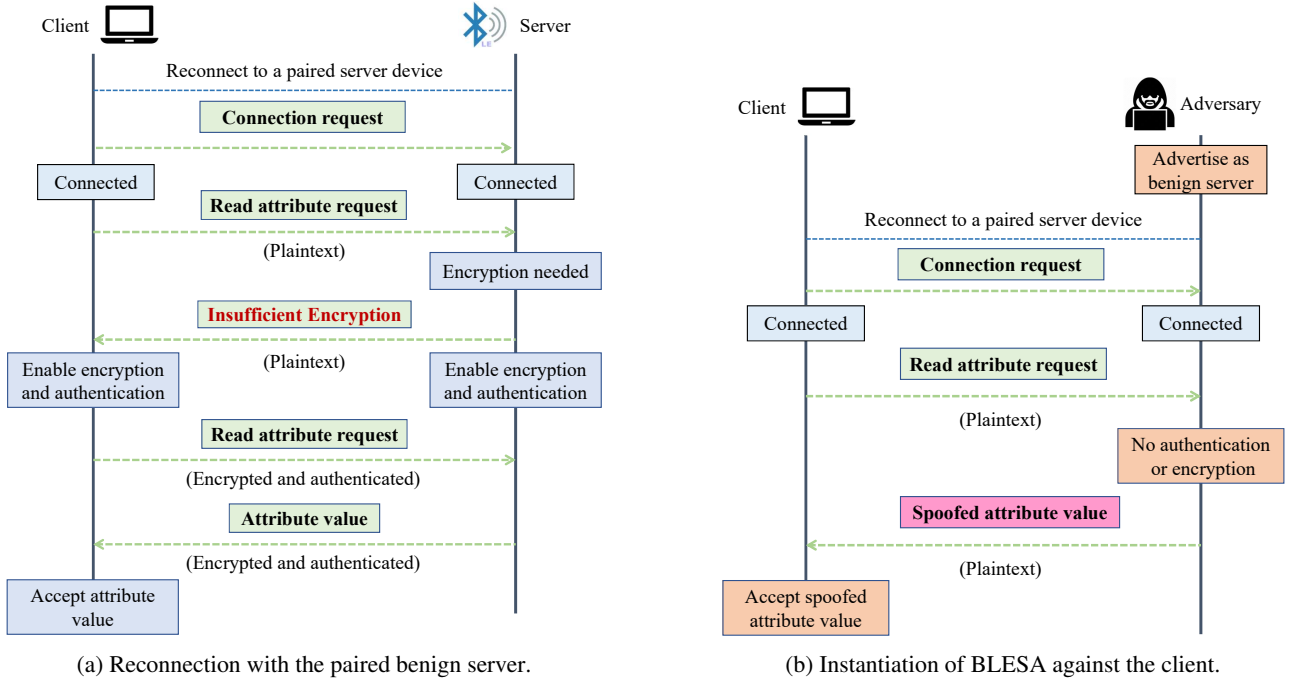 Client
Server
LE
Reconnect to a paired server device
Connection request
Connected
Connected
Read attribute request
(Plaintext)
Encryption needed
Insufficient Encryption
(Plaintext)
Enable encryption
and authentication
Enable encryption
and authentication
Read attribute request
(Encrypted and authenticated)
Attribute value
(Encrypted and authenticated)
Accept attribute
value
(a) Reconnection with the paired benign server.
Client
Adversary
Advertise as
benign server
Reconnect to a paired server device
Connection request
Connected
Connected
Read attribute request
(Plaintext)
No authentication
or encryption
Spoofed attribute value
(Plaintext)
Accept spoofed
attribute value
(b) Instantiation of BLESA against the client.